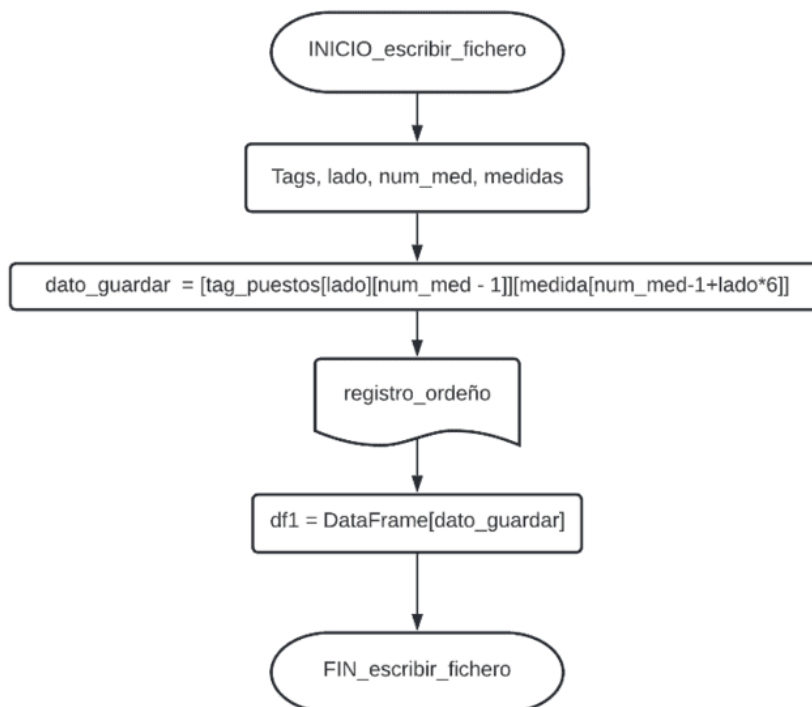 INICIO_escribir_fichero
Tags, lado, num_med, medidas
dato_guardar = [tag_puestos[lado][num_med - 1]][medida[num_med-1+lado*6]]
registro_ordeño
df1 = DataFrame[dato_guardar]
FIN_escribir_fichero